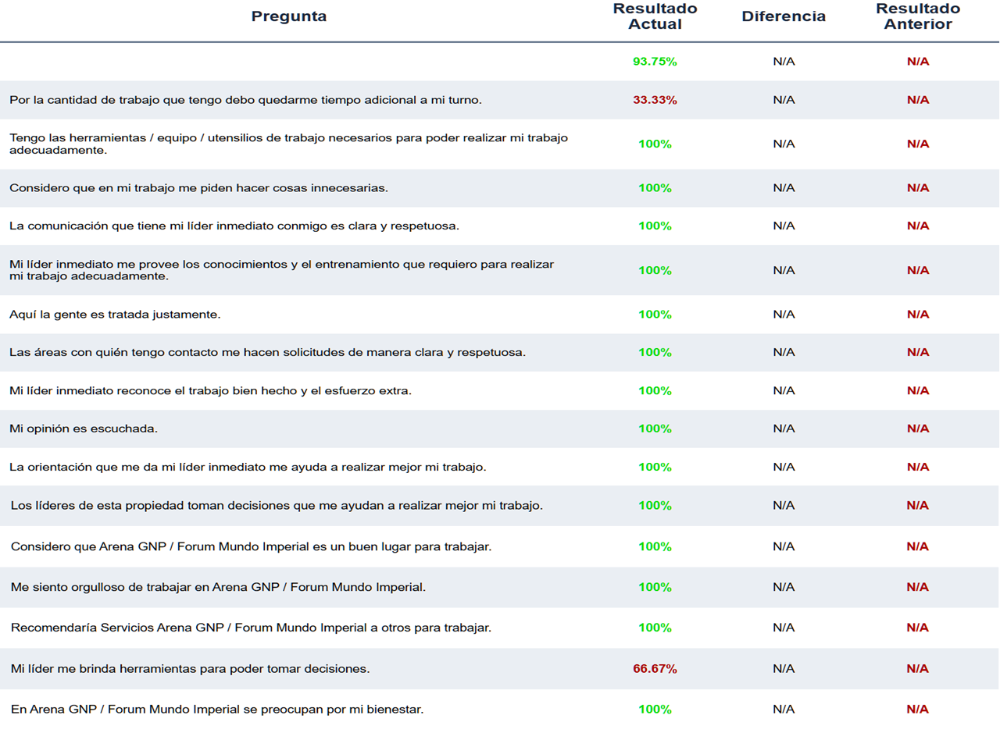 Pregunta Resultado Actual Diferencia Resultado Anterior
93.75% N/A N/A
Por la cantidad de trabajo que tengo debo quedarme tiempo adicional a mi turno. 33.33% N/A N/A
Tengo las herramientas / equipo / utensilios de trabajo necesarios para poder realizar mi trabajo
adecuadamente. 100% N/A N/A
Considero que en mi trabajo me piden hacer cosas innecesarias. 100% N/A N/A
La comunicación que tiene mi líder inmediato conmigo es clara y respetuosa. 100% N/A N/A
Mi líder inmediato me provee los conocimientos y el entrenamiento que requiero para realizar
mi trabajo adecuadamente. 100% N/A N/A
Aquí la gente es tratada justamente. 100% N/A N/A
Las áreas con quién tengo contacto me hacen solicitudes de manera clara y respetuosa. 100% N/A N/A
Mi líder inmediato reconoce el trabajo bien hecho y el esfuerzo extra. 100% N/A N/A
Mi opinión es escuchada. 100% N/A N/A
La orientación que me da mi líder inmediato me ayuda a realizar mejor mi trabajo. 100% N/A N/A
Los líderes de esta propiedad toman decisiones que me ayudan a realizar mejor mi trabajo. 100% N/A N/A
Considero que Arena GNP / Forum Mundo Imperial es un buen lugar para trabajar. 100% N/A N/A
Me siento orgulloso de trabajar en Arena GNP / Forum Mundo Imperial. 100% N/A N/A
Recomendaría Servicios Arena GNP / Forum Mundo Imperial a otros para trabajar. 100% N/A N/A
Mi líder me brinda herramientas para poder tomar decisiones. 66.67% N/A N/A
En Arena GNP / Forum Mundo Imperial se preocupan por mi bienestar. 100% N/A N/A